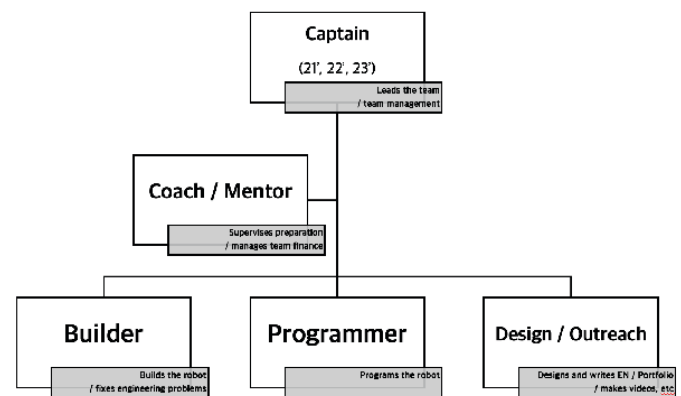 Captain
(21', 22', 23')
Leads the team
/ team management
Coach / Mentor
Supervises preparation
/ manages team finance
Builder
Builds the robot
/ fixes engineering problems
Programmer
Programs the robot
Design / Outreach
Designs and writes EN / Portfolio
/ makes videos, etc